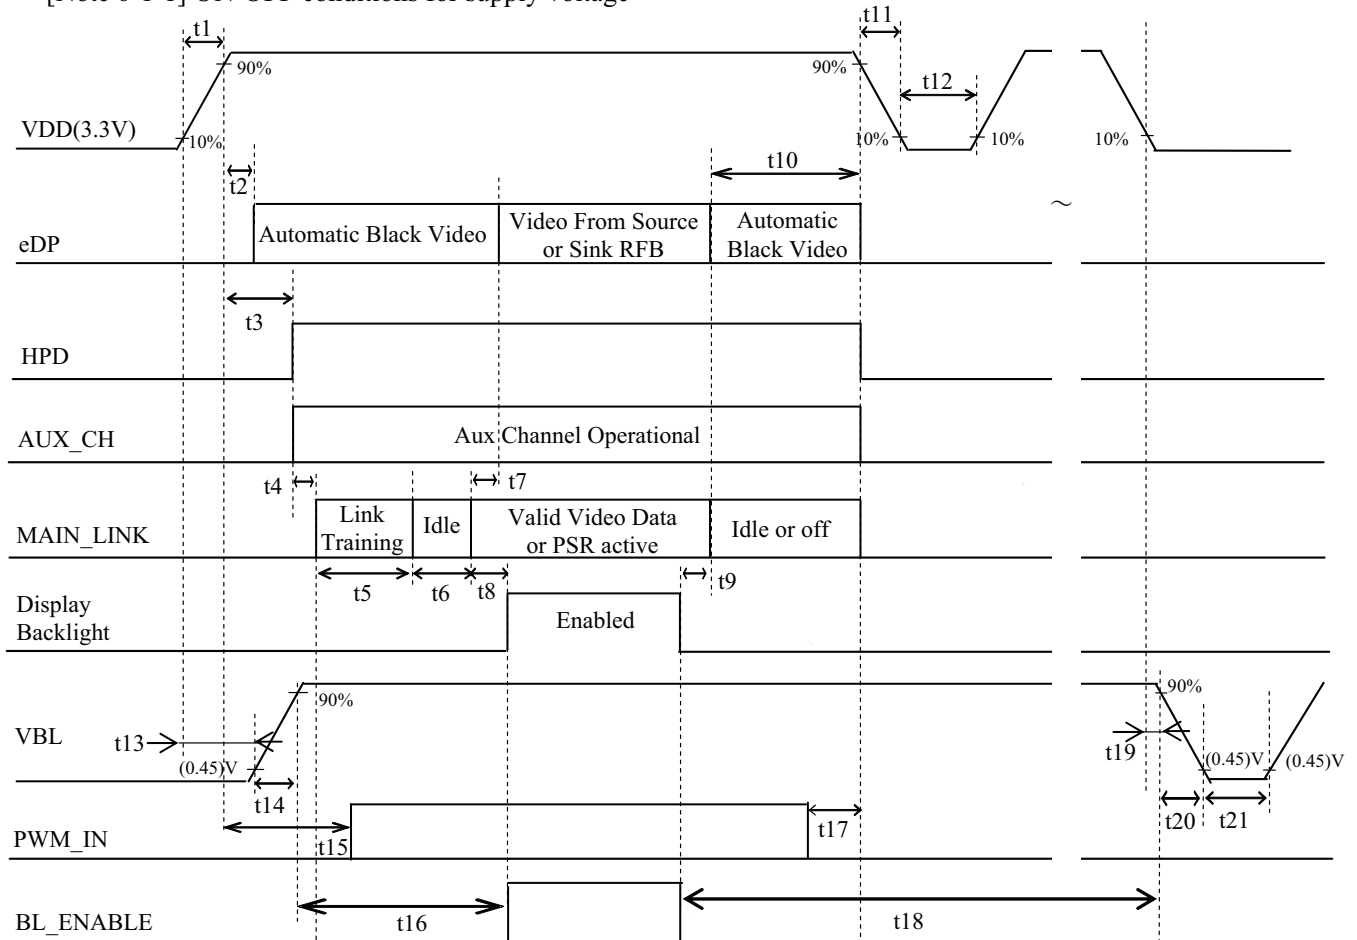 t1
t11
90%
90%
t12
VDD(3.3V)
10%
10%
10%
10%
t2
t10
eDP
Automatic Black Video
Video From Source
or Sink RFB
Automatic
Black Video
~
t3
HPD
AUX_CH
Aux Channel Operational
t4
t7
MAIN_LINK
Link
Training
Idle
Valid Video Data
or PSR active
Idle or off
t5
t6
t8
t9
Display
Backlight
Enabled
90%
90%
VBL
t13
t19
(0.45)V
(0.45)V
(0.45)V
t14
t20
t21
PWM_IN
t15
t17
BL_ENABLE
t16
t18